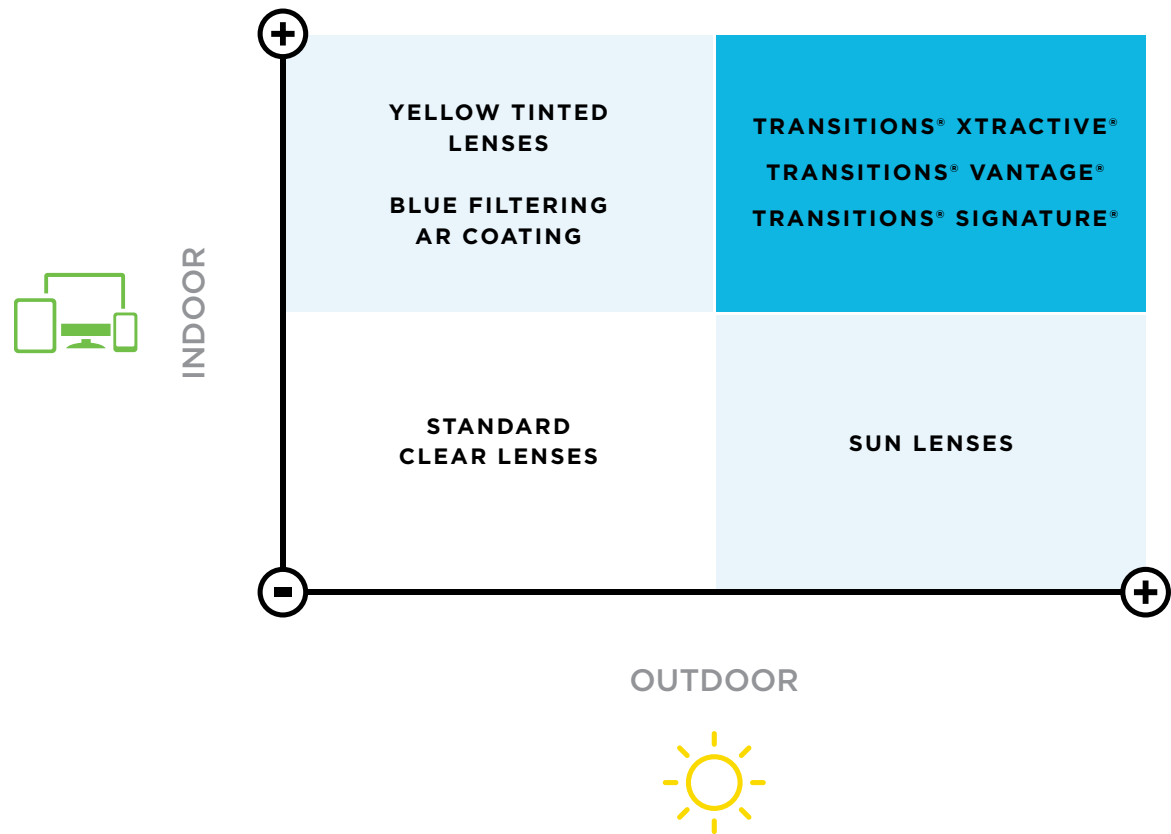 YELLOW TINTED
LENSES
BLUE FILTERING
AR COATING
TRANSITIONS® XTRACTIVE®
TRANSITIONS® VANTAGE®
TRANSITIONS® SIGNATURE®
INDOOR
STANDARD
CLEAR LENSES
SUN LENSES
OUTDOOR